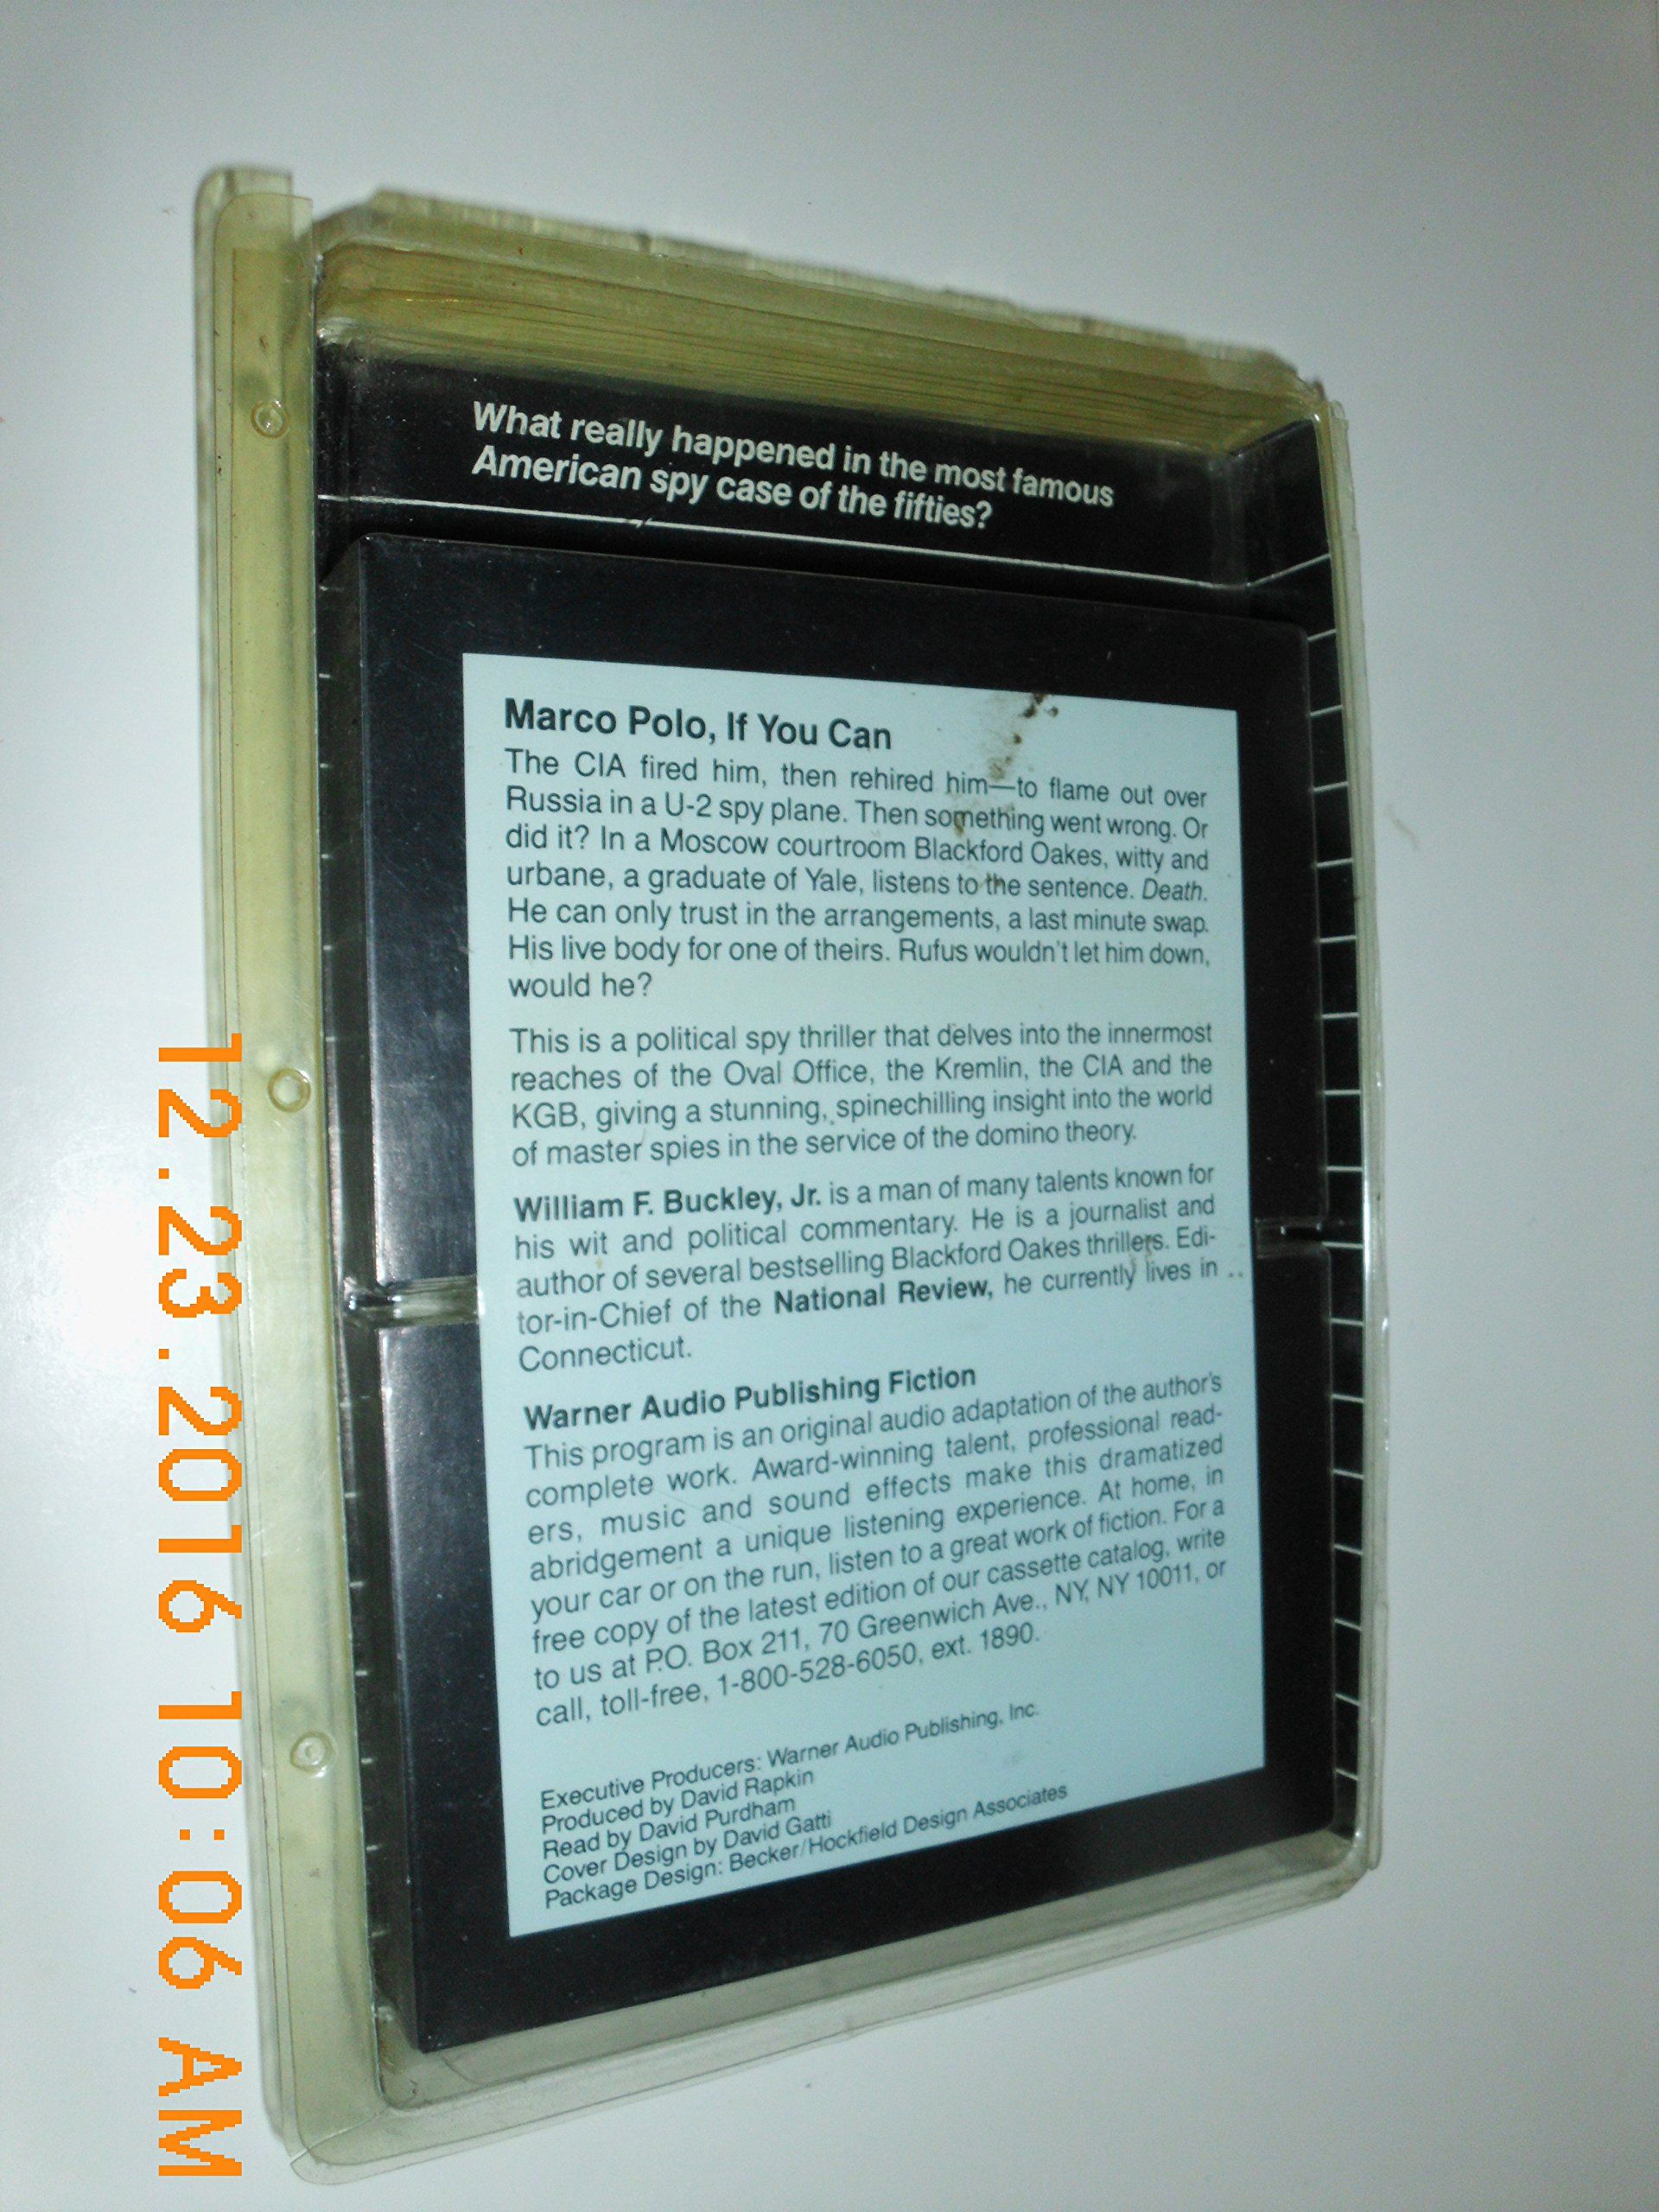 What really happened in the most famous
American spy case of the fifties?
Marco Polo, If You Can
The CIA fired him, then rehired him—to flame out over
Russia in a U-2 spy plane. Then something went wrong. Or
did it? In a Moscow courtroom Blackford Oakes, witty and
urbane, a graduate of Yale, listens to the sentence. Death.
He can only trust in the arrangements, a last minute swap.
His live body for one of theirs. Rufus wouldn't let him down,
would he?
This is a political spy thriller that delves into the innermost
reaches of the Oval Office, the Kremlin, the CIA and the
KGB, giving a stunning, spinechilling insight into the world
of master spies in the service of the domino theory.
William F. Buckley, Jr. is a man of many talents known for
his wit and political commentary. He is a journalist and
author of several bestselling Blackford Oakes thrillers. Edi-
tor-in-Chief of the National Review, he currently lives in
Connecticut.
Warner Audio Publishing Fiction
This program is an original audio adaptation of the author's
complete work. Award-winning talent, professional read-
ers, music and sound effects make this dramatized
abridgement a unique listening experience. At home, in
your car or on the run, listen to a great work of fiction. For a
free copy of the latest edition of our cassette catalog, write
to us at P.O. Box 211, 70 Greenwich Ave., NY, NY 10011, or
call, toll-free, 1-800-528-6050, ext. 1890.
Executive Producers: Warner Audio Publishing, Inc.
Produced by David Rapkin
Read by David Purdham
Cover Design by David Gatti
Package Design: Becker/Hockfield Design Associates
12.23.2016 10:06 AM